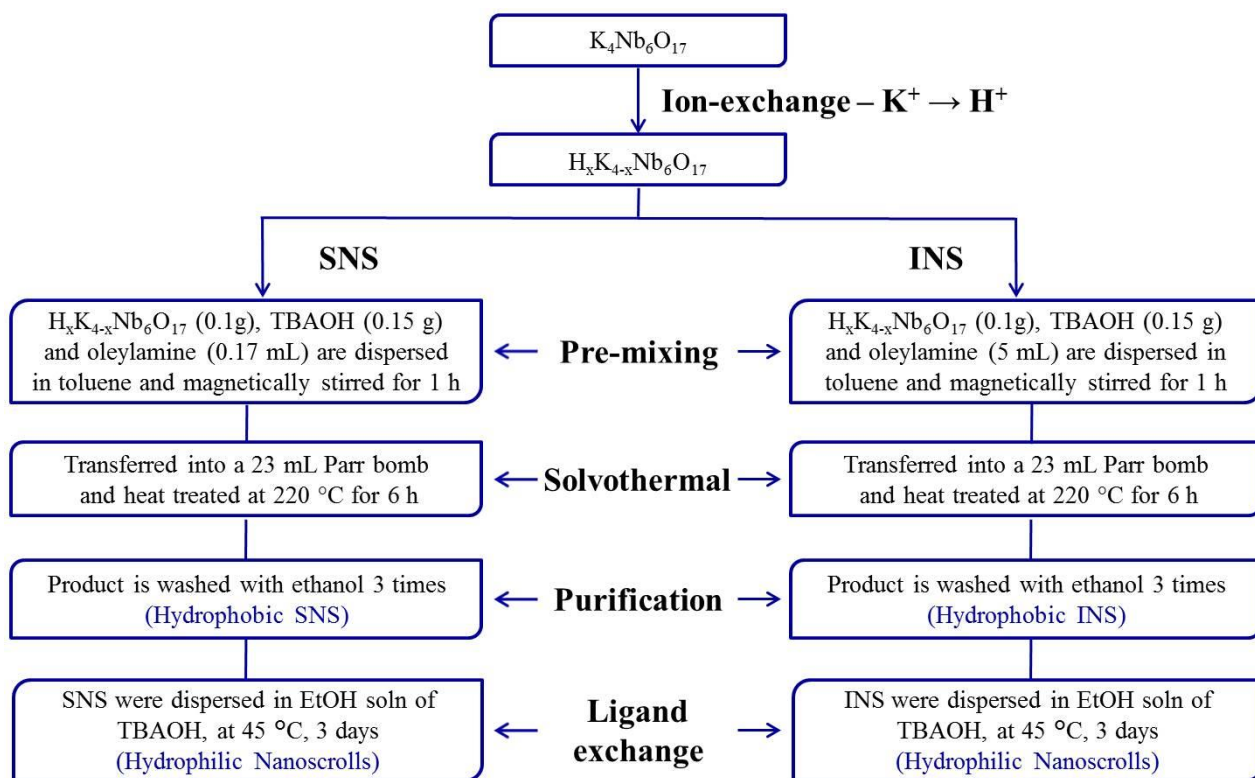 K₄Nb₆O₁₇
Ion-exchange – K⁺ → H⁺
HₓK₄₋ₓNb₆O₁₇
SNS
INS
HₓK₄₋ₓNb₆O₁₇ (0.1g), TBAOH (0.15 g)
and oleylamine (0.17 mL) are dispersed
in toluene and magnetically stirred for 1 h
Pre-mixing
HₓK₄₋ₓNb₆O₁₇ (0.1g), TBAOH (0.15 g)
and oleylamine (5 mL) are dispersed in
toluene and magnetically stirred for 1 h
Transferred into a 23 mL Parr bomb
and heat treated at 220 °C for 6 h
Solvothermal
Transferred into a 23 mL Parr bomb
and heat treated at 220 °C for 6 h
Product is washed with ethanol 3 times
(Hydrophobic SNS)
Purification
Product is washed with ethanol 3 times
(Hydrophobic INS)
SNS were dispersed in EtOH soln of
TBAOH, at 45 °C, 3 days
(Hydrophilic Nanoscrolls)
Ligand
exchange
INS were dispersed in EtOH soln of
TBAOH, at 45 °C, 3 days
(Hydrophilic Nanoscrolls)